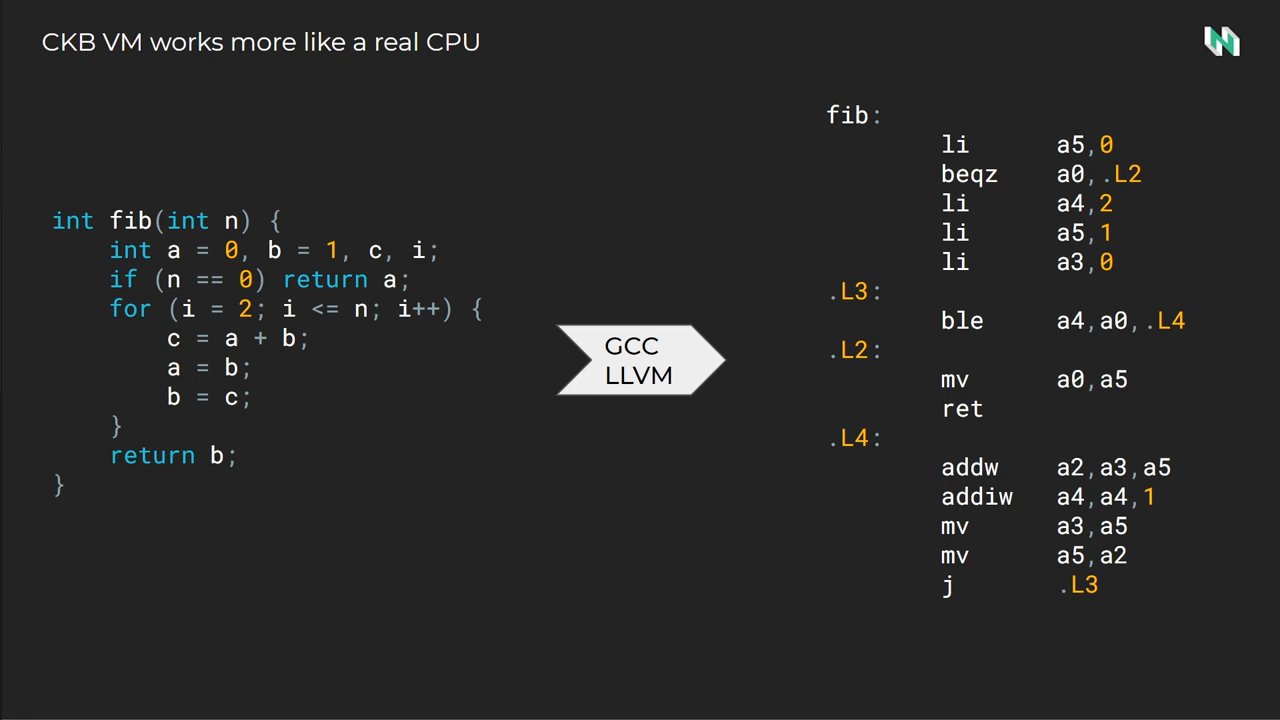 CKB VM works more like a real CPU
int fib(int n) {
    int a = 0, b = 1, c, i;
    if (n == 0) return a;
    for (i = 2; i <= n; i++) {
        c = a + b;
        a = b;
        b = c;
    }
    return b;
}
GCC
LLVM
fib:
        li      a5,0
        beqz    a0,.L2
        li      a4,2
        li      a5,1
        li      a3,0
.L3:
        ble     a4,a0,.L4
.L2:
        mv      a0,a5
        ret
.L4:
        addw    a2,a3,a5
        addiw   a4,a4,1
        mv      a3,a5
        mv      a5,a2
        j       .L3